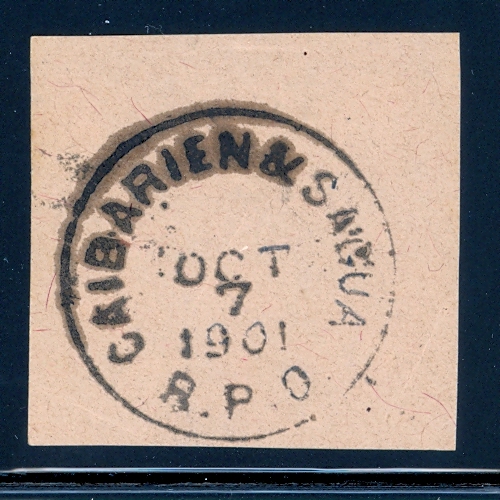 CAIBARIEN & SAGUA
OCT
7
1901
R.P.O